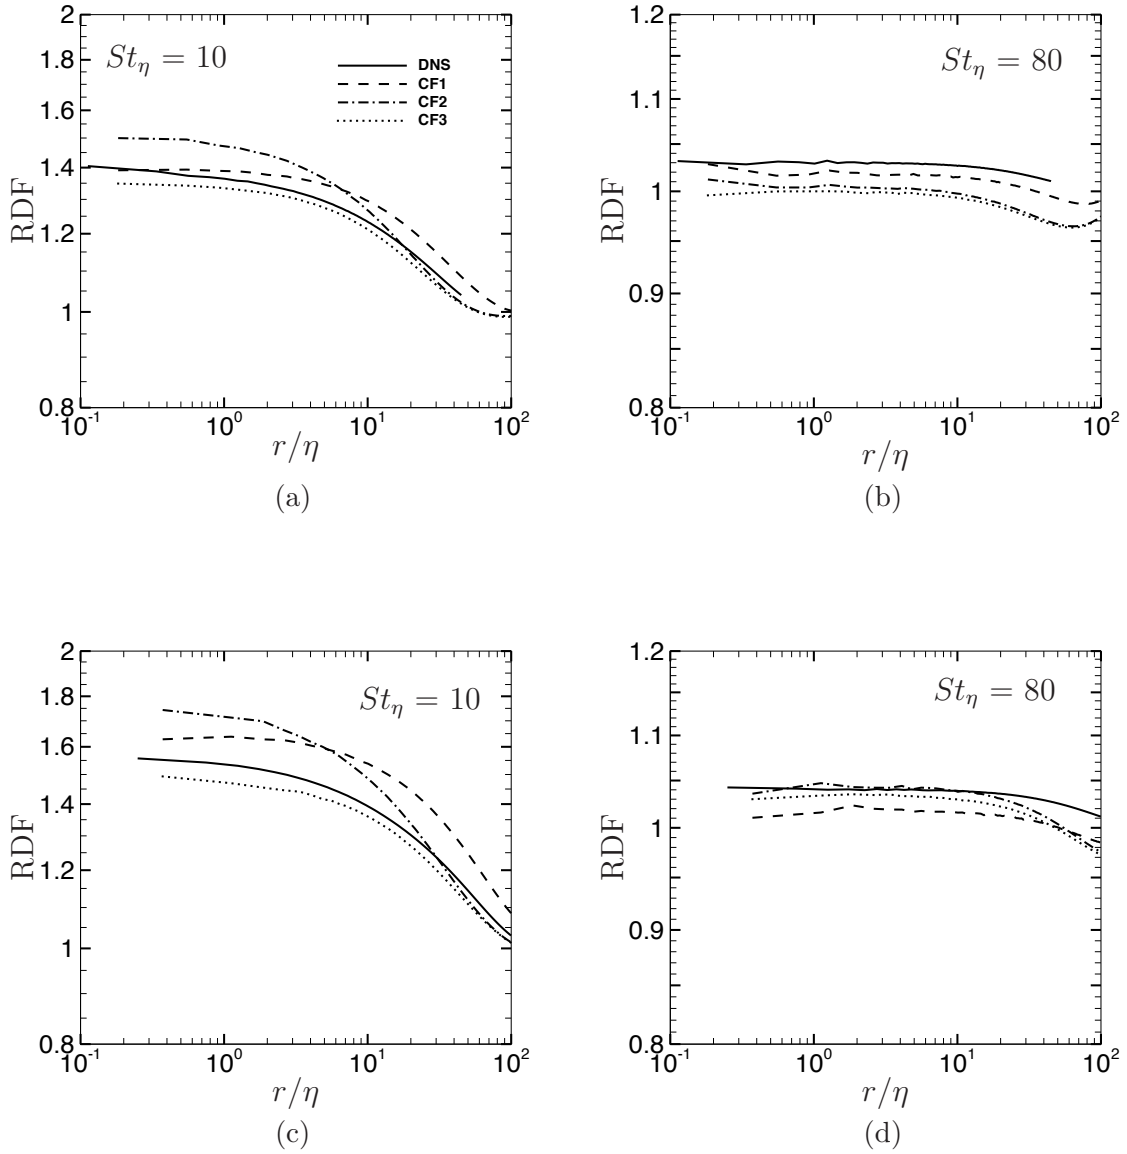 St_η = 10
DNS
CF1
CF2
CF3
RDF
2
1.8
1.6
1.4
1.2
1
0.8
10^-1
10^0
10^1
10^2
r/η
(a)
St_η = 80
RDF
1.2
1.1
1
0.9
0.8
10^-1
10^0
10^1
10^2
r/η
(b)
St_η = 10
RDF
2
1.8
1.6
1.4
1.2
1
0.8
10^-1
10^0
10^1
10^2
r/η
(c)
St_η = 80
RDF
1.2
1.1
1
0.9
0.8
10^-1
10^0
10^1
10^2
r/η
(d)